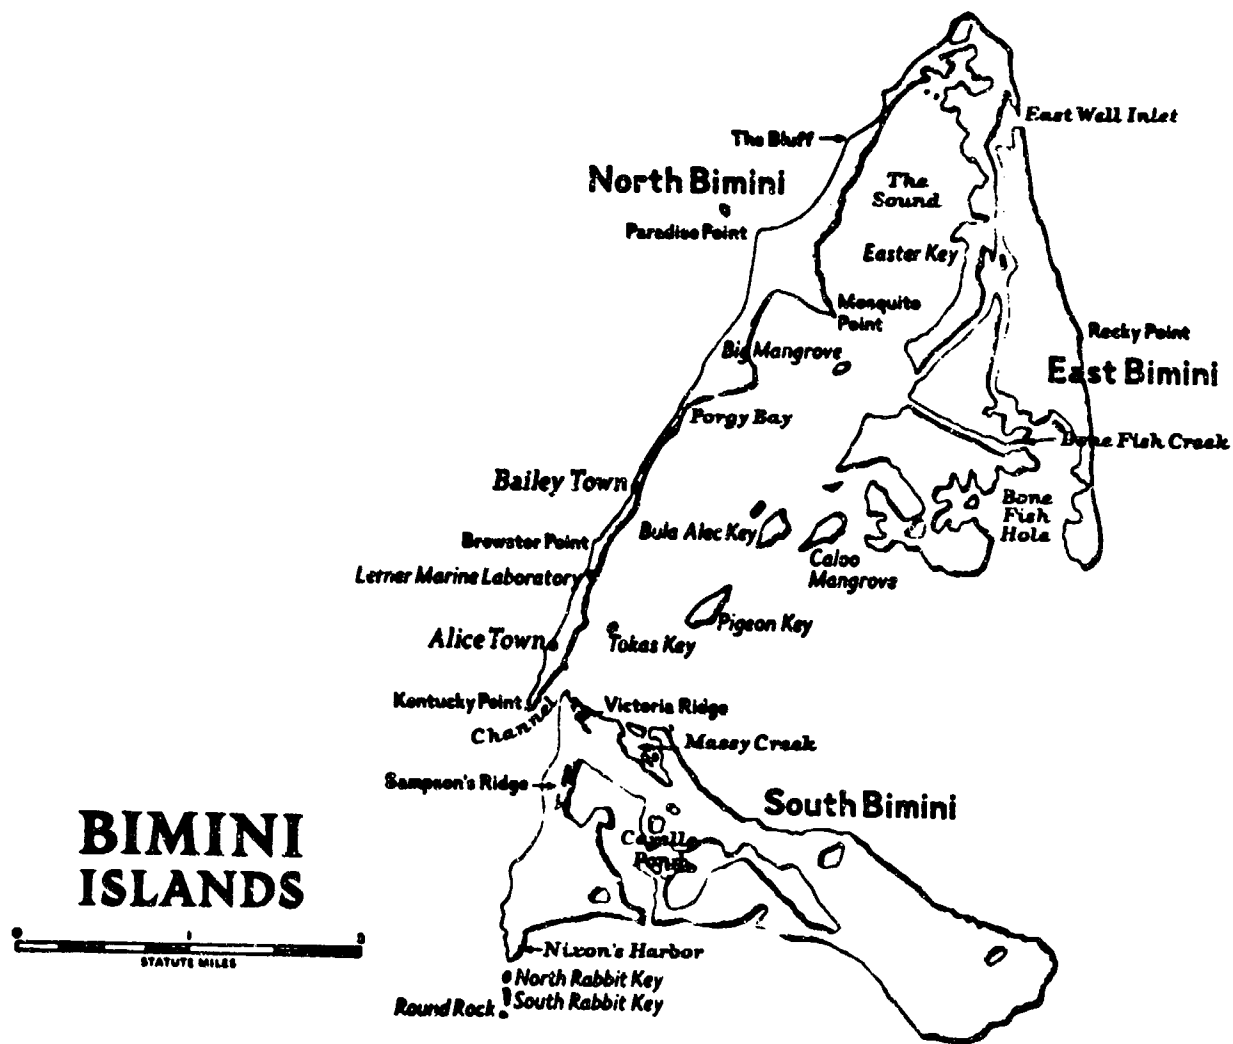 East Well Inlet
The Bluff
North Bimini
The
Sound
Paradise Point
Easter Key
Mosquito
Point
Rocky Point
Big Mangrove
East Bimini
Porgy Bay
Bone Fish Creek
Bailey Town
Bone
Fish
Hole
Bula Alec Key
Brewster Point
Caloo
Mangrove
Lerner Marine Laboratory
Pigeon Key
Alice Town
Tokas Key
Kentucky Point
Channel
Victoria Ridge
Massy Creek
Sampson's Ridge
South Bimini
BIMINI
ISLANDS
Ponds
0 1
STATUTE MILES
Nixon's Harbor
North Rabbit Key
South Rabbit Key
Round Rock